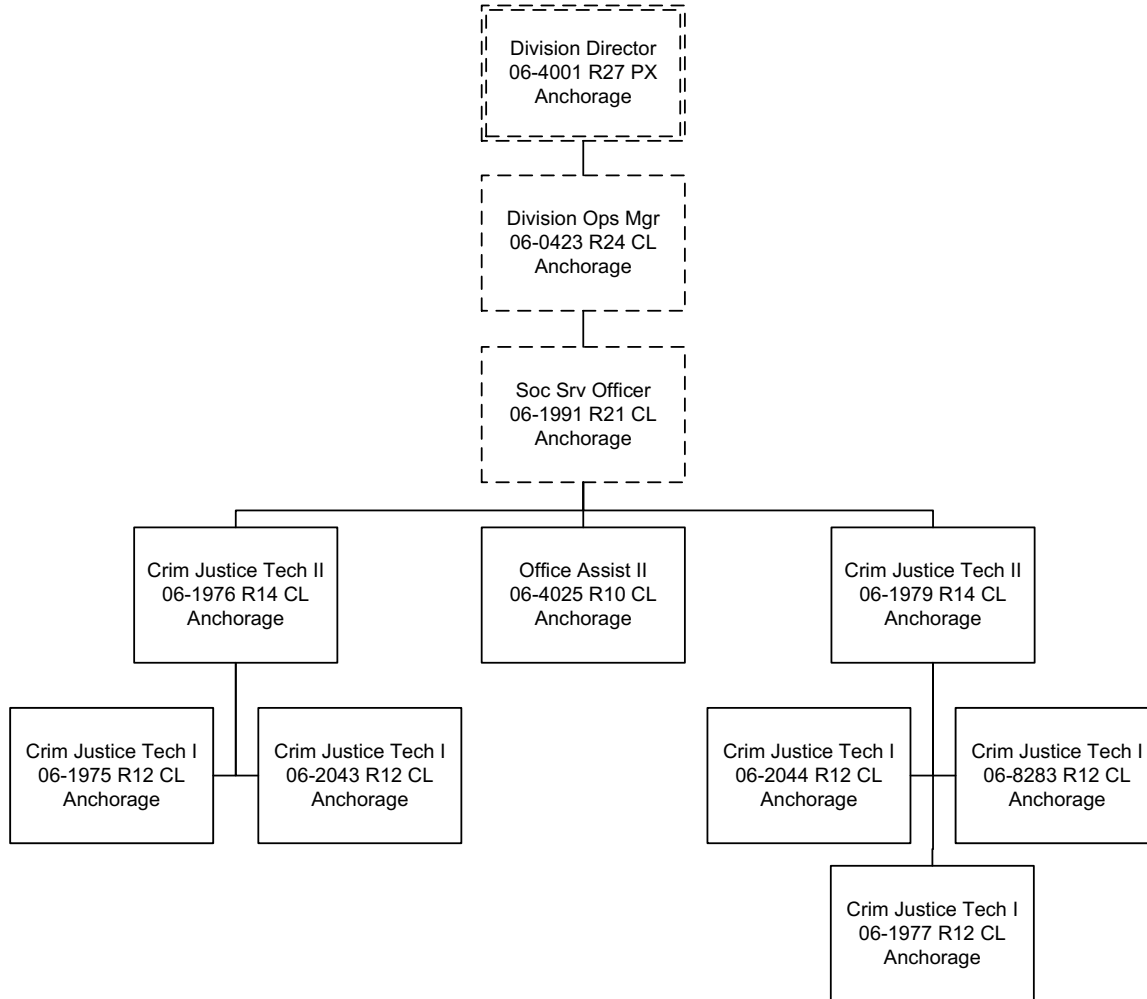 Division Director
06-4001 R27 PX
Anchorage
Division Ops Mgr
06-0423 R24 CL
Anchorage
Soc Srv Officer
06-1991 R21 CL
Anchorage
Crim Justice Tech II
06-1976 R14 CL
Anchorage
Office Assist II
06-4025 R10 CL
Anchorage
Crim Justice Tech II
06-1979 R14 CL
Anchorage
Crim Justice Tech I
06-1975 R12 CL
Anchorage
Crim Justice Tech I
06-2043 R12 CL
Anchorage
Crim Justice Tech I
06-2044 R12 CL
Anchorage
Crim Justice Tech I
06-8283 R12 CL
Anchorage
Crim Justice Tech I
06-1977 R12 CL
Anchorage